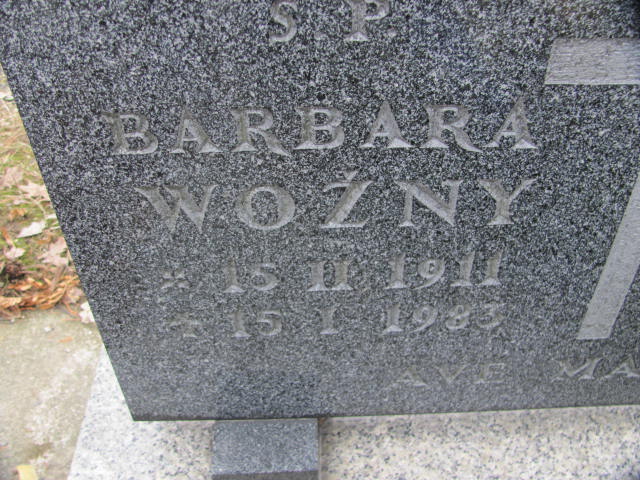 S.P.
BARBARA
WOŹNY
* 15 II 1911
+ 15 I 1983
AVE MA